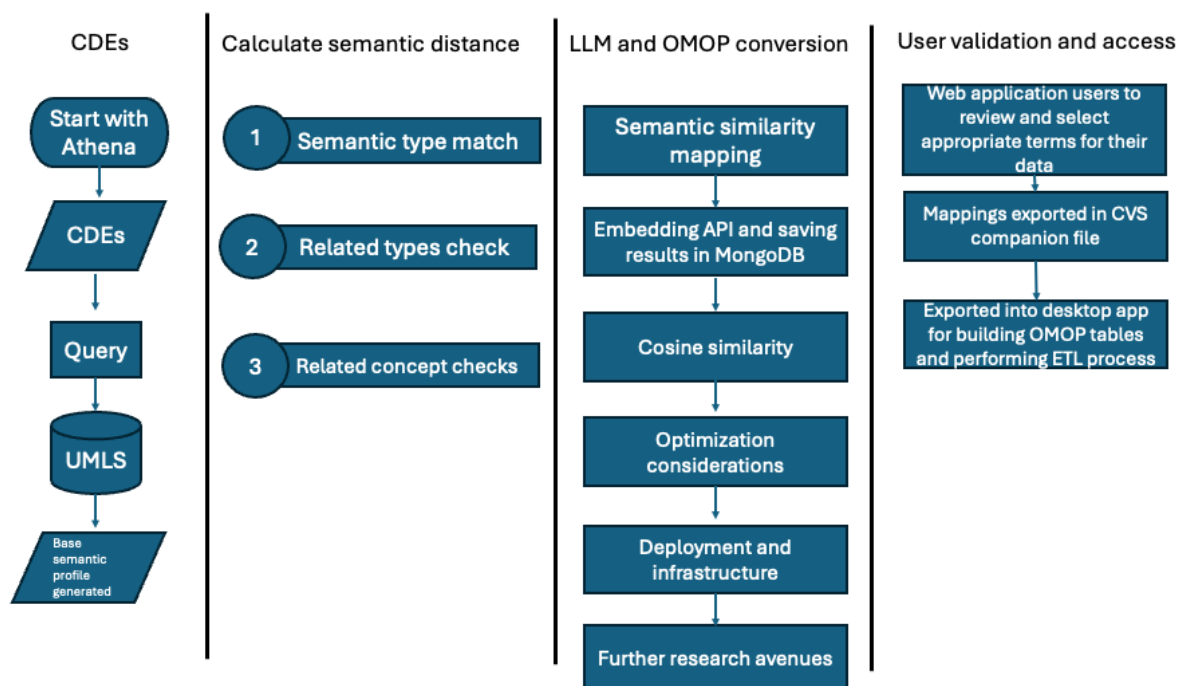 CDEs
Start with
Athena
CDEs
Query
UMLS
Base
semantic
profile
generated
Calculate semantic distance
1
Semantic type match
2
Related types check
3
Related concept checks
LLM and OMOP conversion
Semantic similarity
mapping
Embedding API and saving
results in MongoDB
Cosine similarity
Optimization
considerations
Deployment and
infrastructure
Further research avenues
User validation and access
Web application users to
review and select
appropriate terms for their
data
Mappings exported in CVS
companion file
Exported into desktop app
for building OMOP tables
and performing ETL process